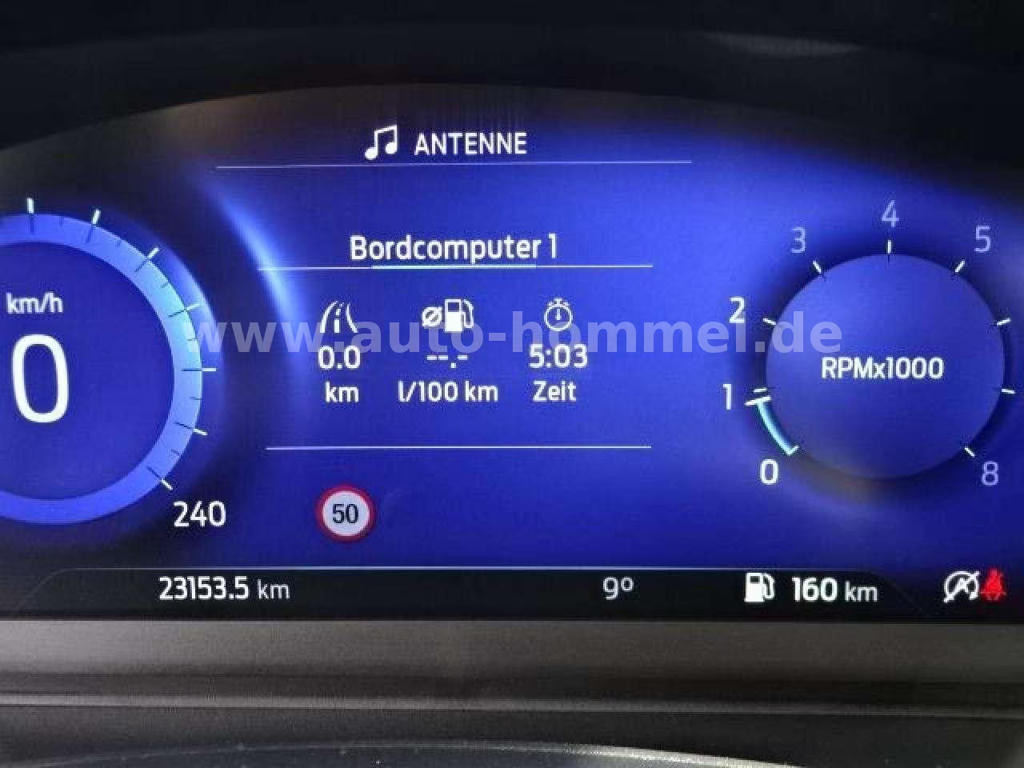 ANTENNE
Bordcomputer 1
www.auto-hommel.de
0.0 --.- 5:03
km l/100 km Zeit
km/h
0
240
50
4
3 5
2
RPMx1000
1
0 8
23153.5 km 9° 160 km